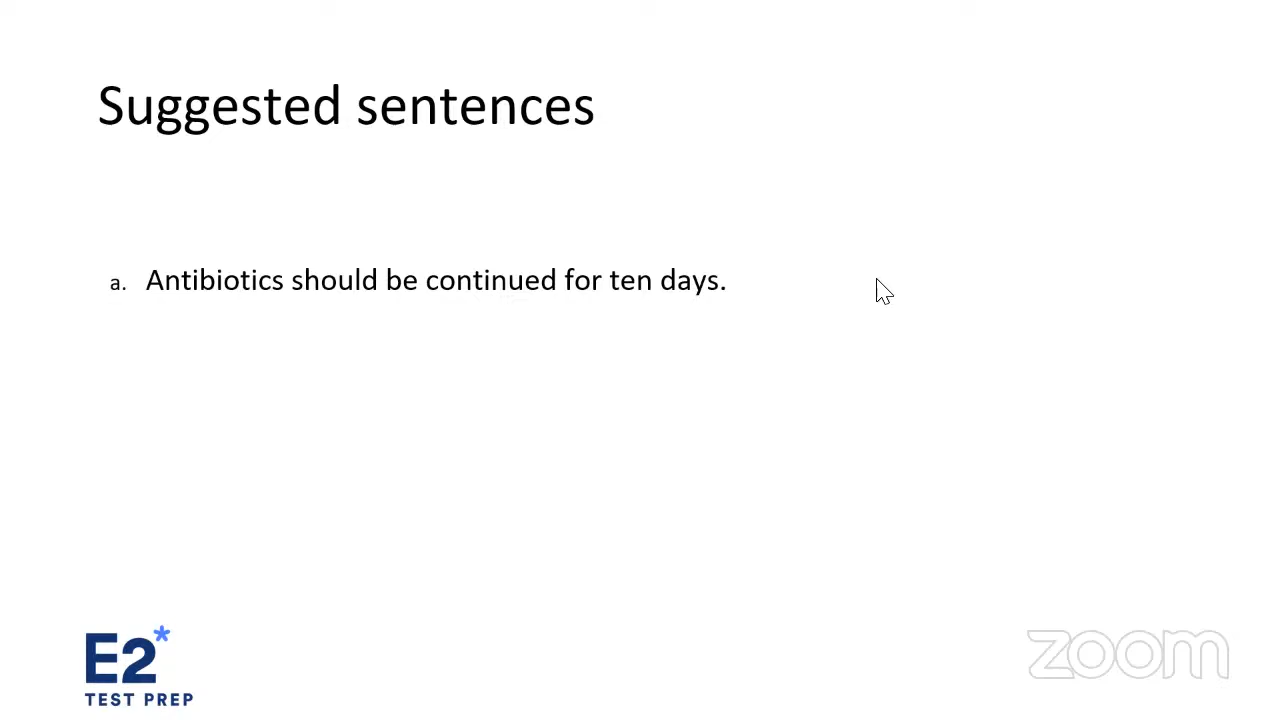 Suggested sentences
a. Antibiotics should be continued for ten days.
E2*
TEST PREP
zoom